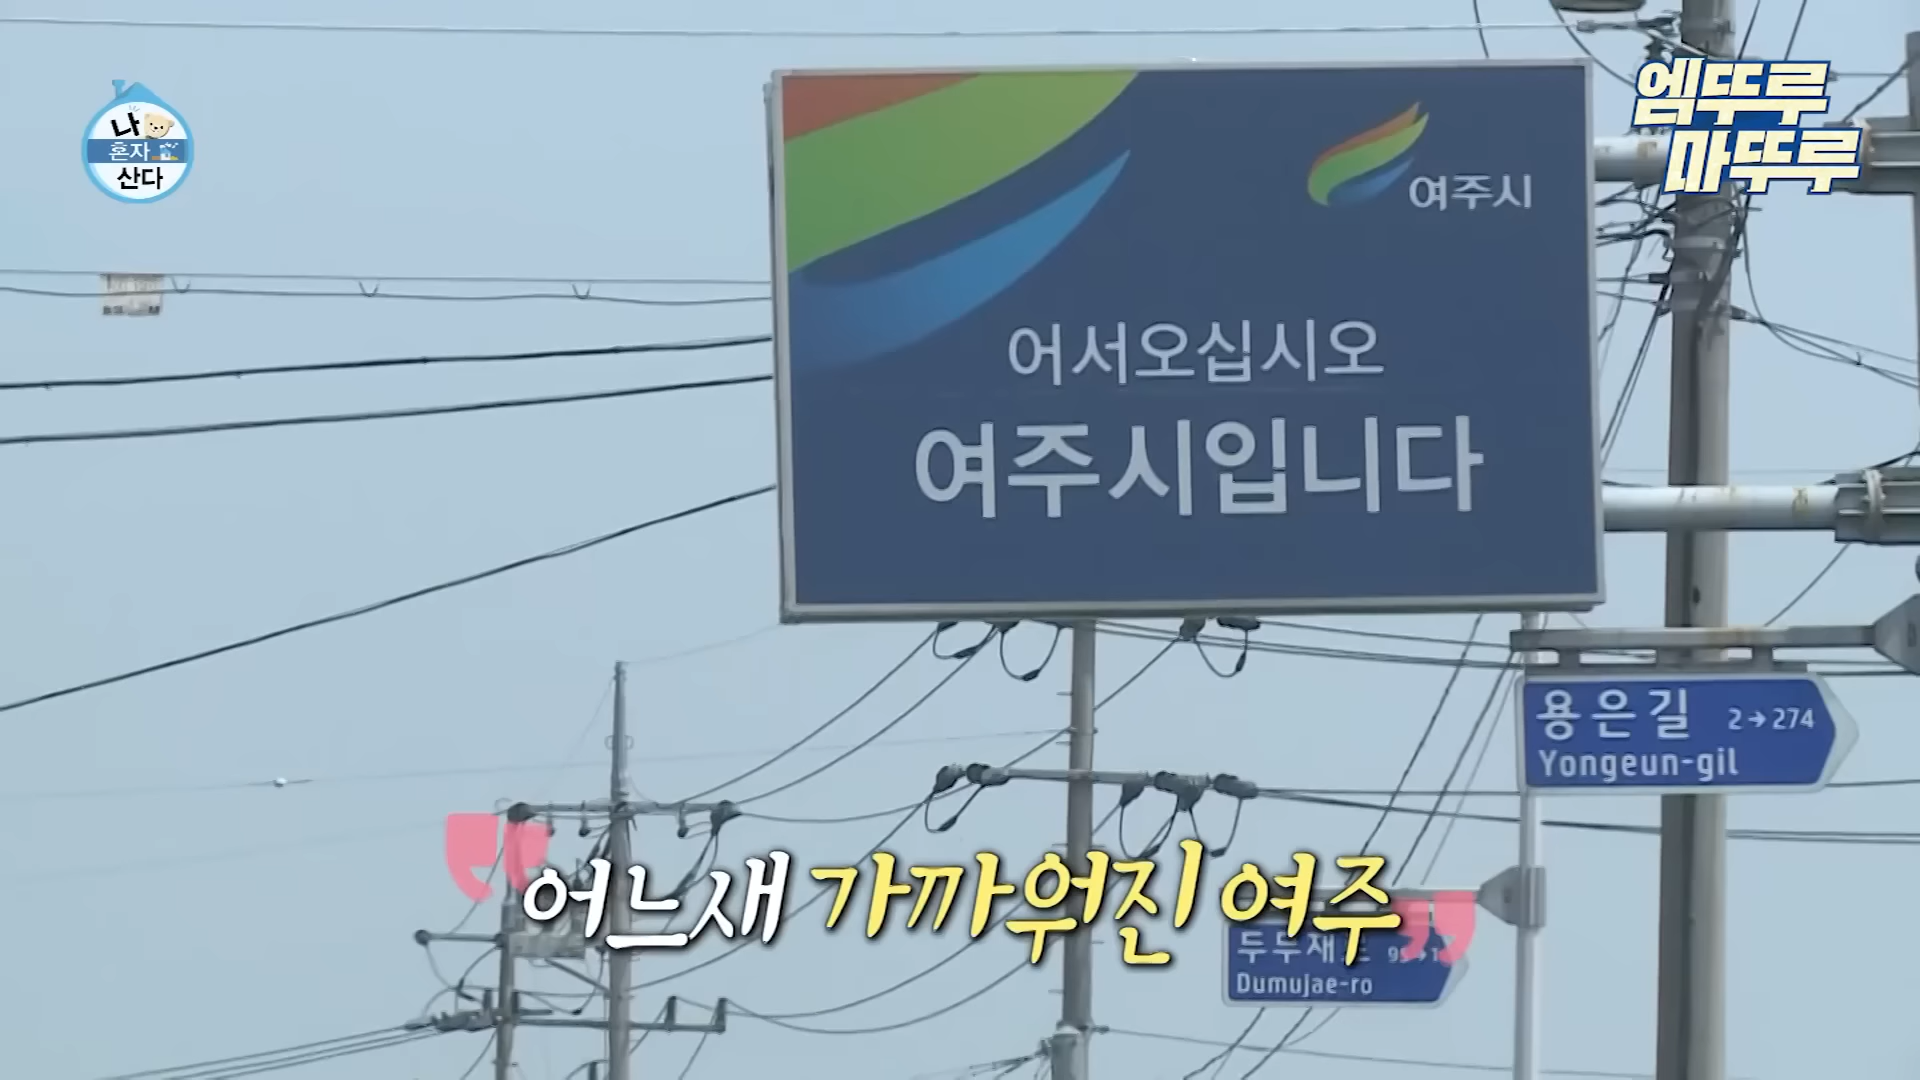 나
혼자
산다
엠뚜루
마뚜루
여주시
어서오십시오
여주시입니다
용은길 2→274
Yongeun-gil
어느새 가까워진 여주
Dumujae-ro